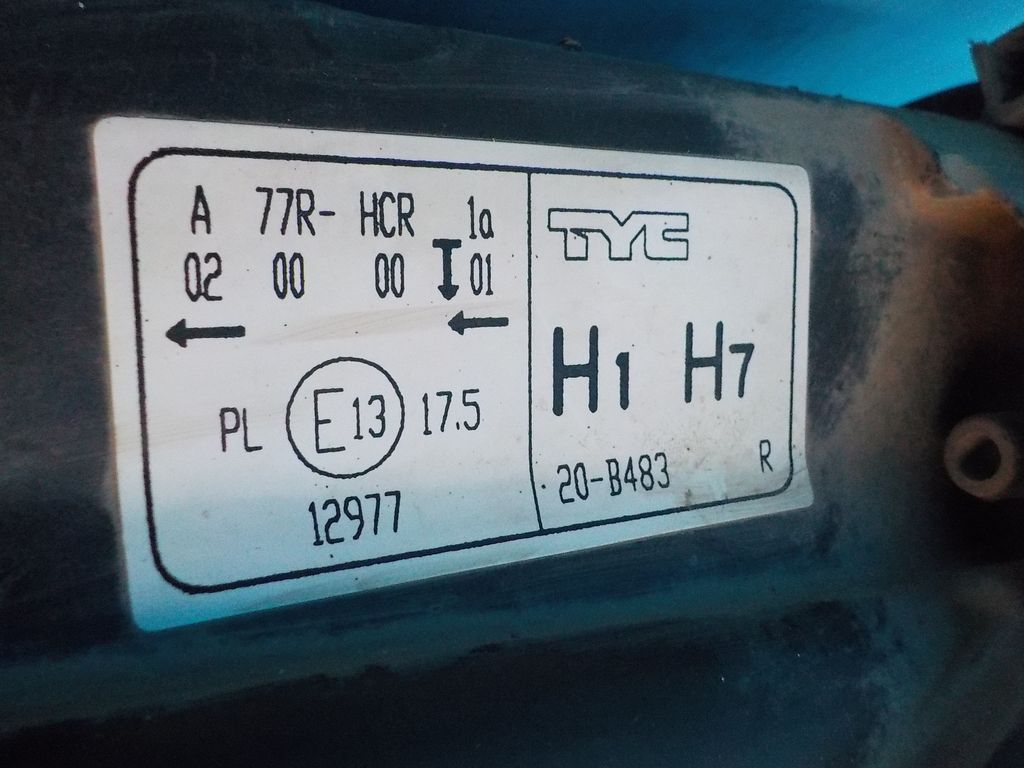 A 77R- HCR 1a
02 00 00 01
PL E13 17.5
12977
TYC
H1 H7
20-B483 R